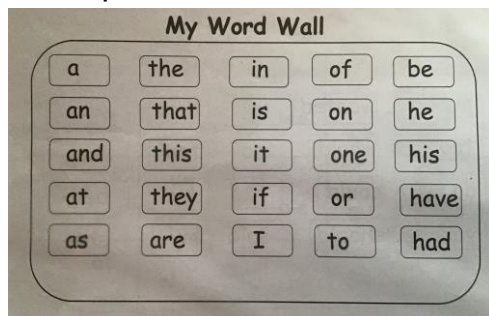 My Word Wall
a the in of be
an that is on he
and this it one his
at they if or have
as are I to had